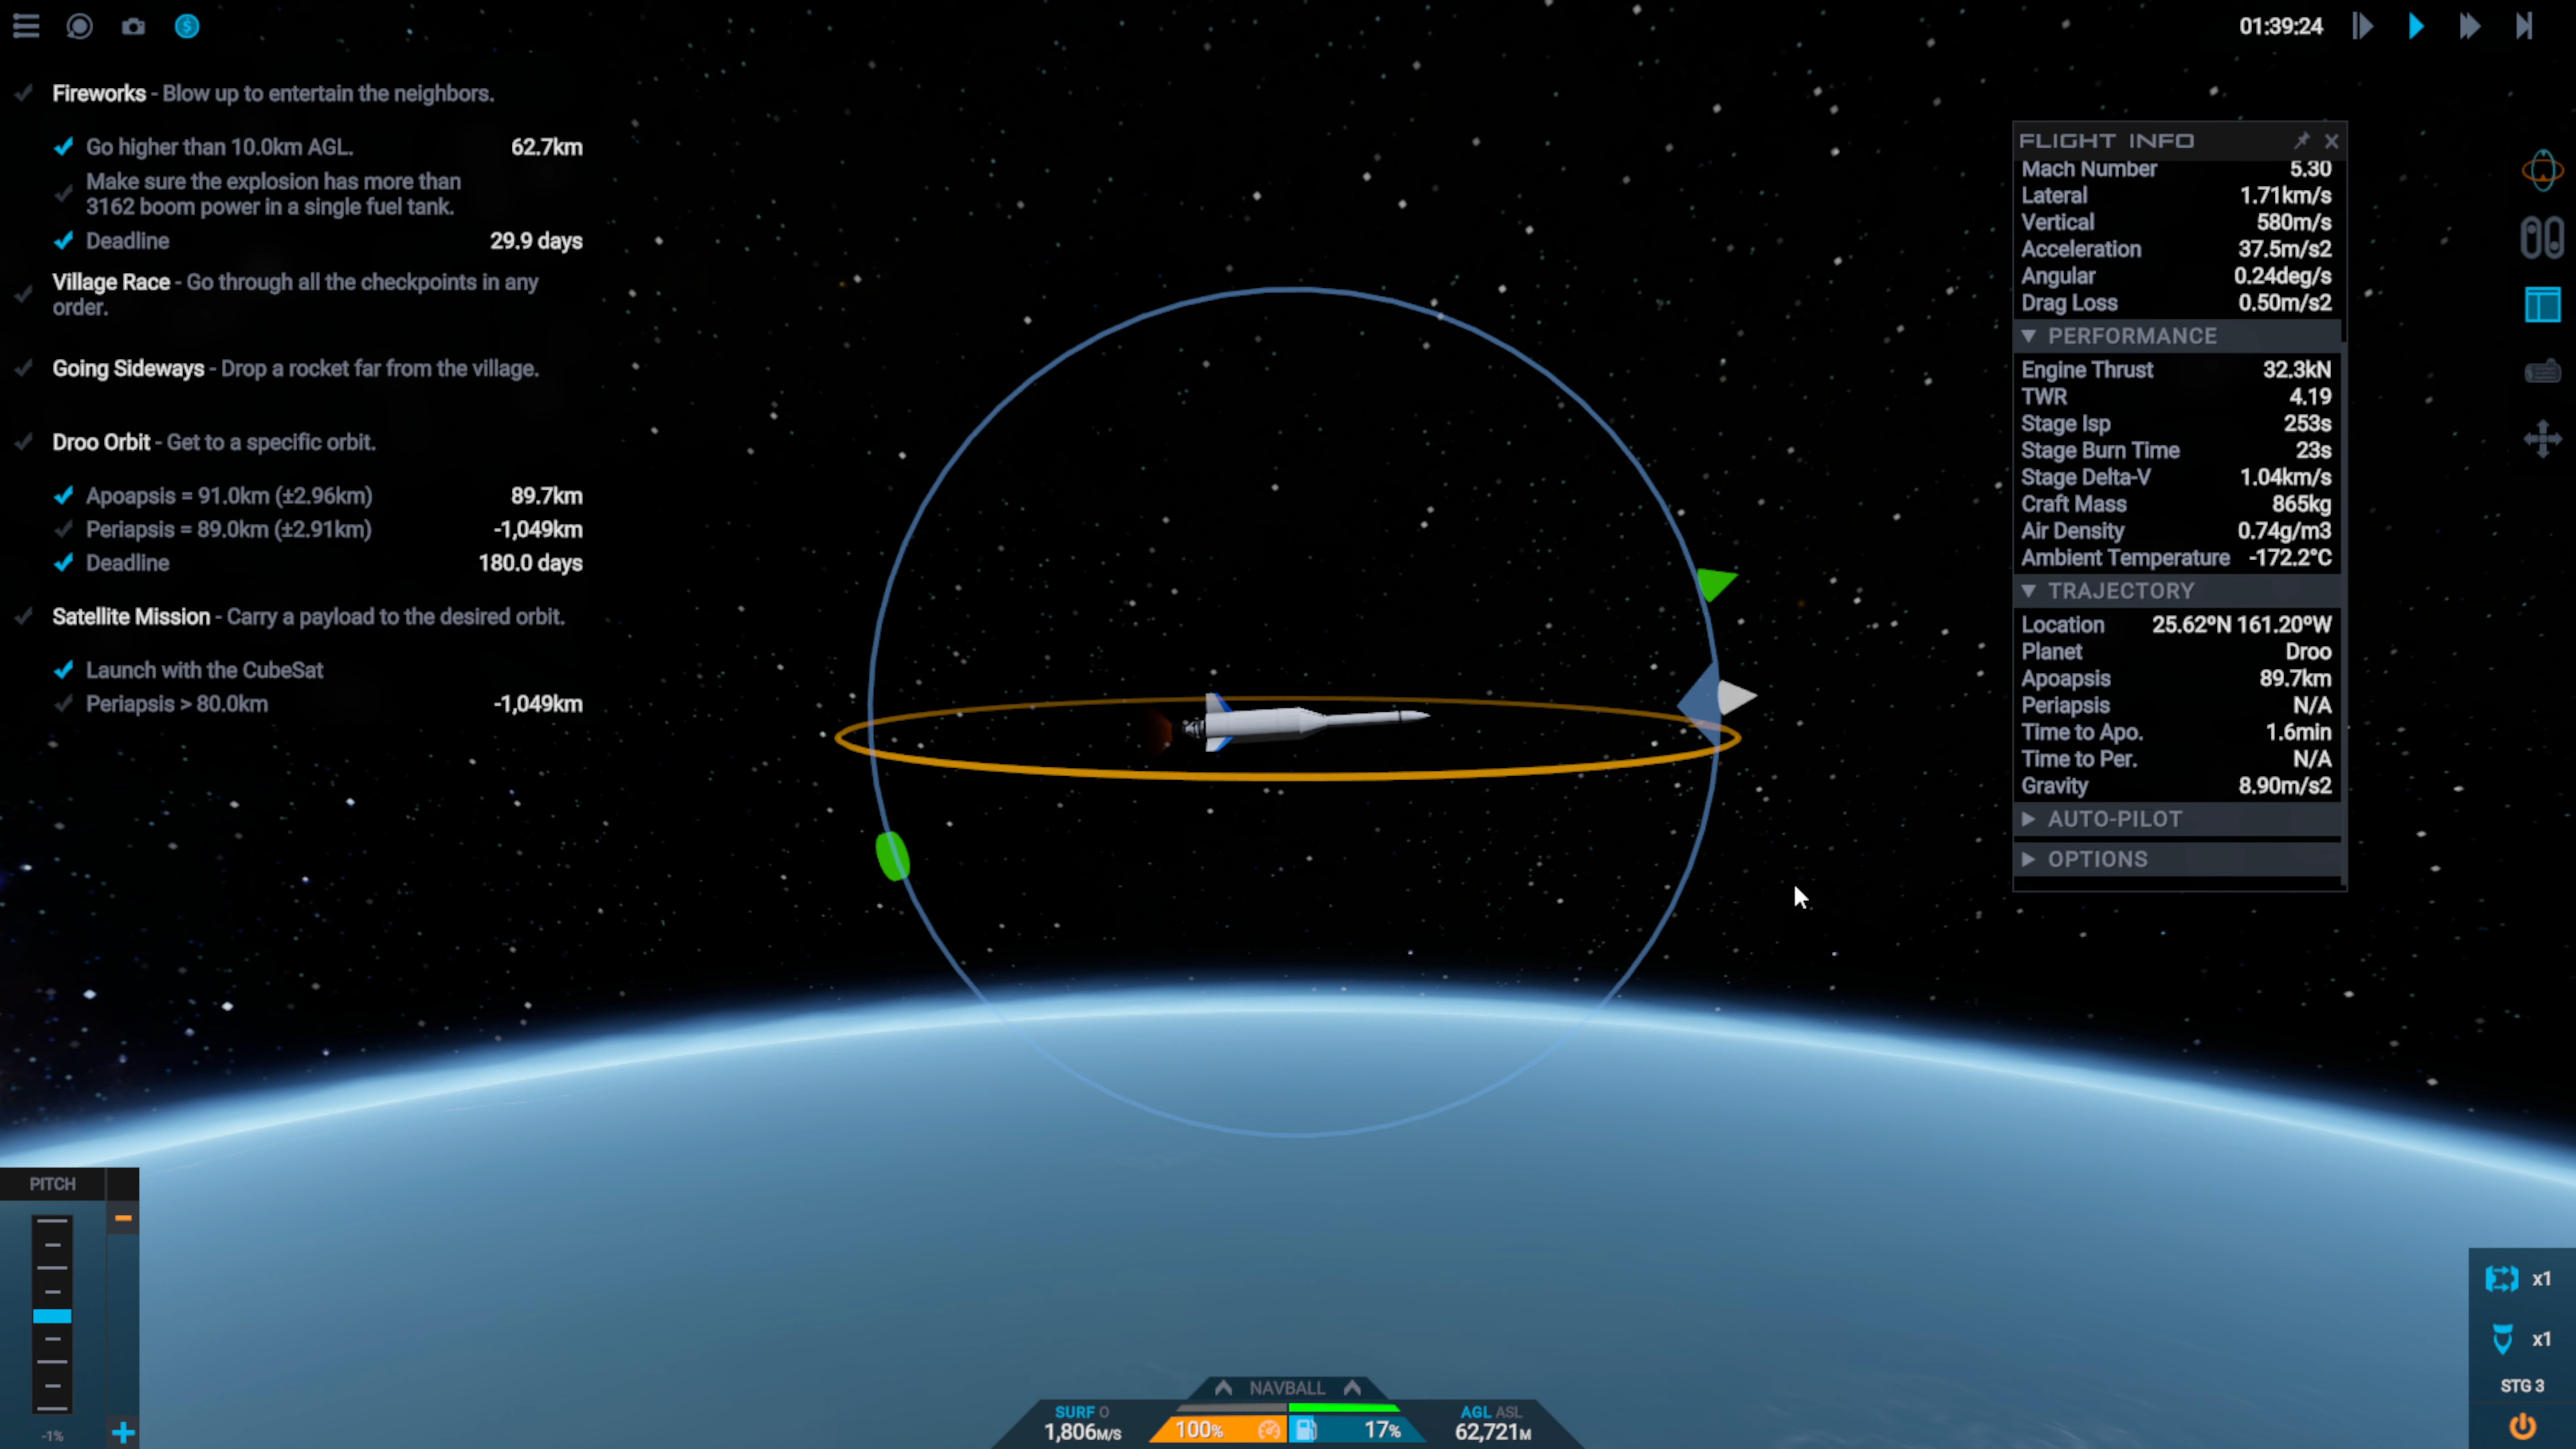 01:39:24
Fireworks - Blow up to entertain the neighbors.
Go higher than 10.0km AGL. 62.7km
Make sure the explosion has more than
3162 boom power in a single fuel tank.
Deadline 29.9 days
Village Race - Go through all the checkpoints in any
order.
Going Sideways - Drop a rocket far from the village.
Droo Orbit - Get to a specific orbit.
Apoapsis = 91.0km (±2.96km) 89.7km
Periapsis = 89.0km (±2.91km) -1,049km
Deadline 180.0 days
Satellite Mission - Carry a payload to the desired orbit.
Launch with the CubeSat
Periapsis > 80.0km -1,049km
FLIGHT INFO
Mach Number 5.30
Lateral 1.71km/s
Vertical 580m/s
Acceleration 37.5m/s2
Angular 0.24deg/s
Drag Loss 0.50m/s2
PERFORMANCE
Engine Thrust 32.3kN
TWR 4.19
Stage Isp 253s
Stage Burn Time 23s
Stage Delta-V 1.04km/s
Craft Mass 865kg
Air Density 0.74g/m3
Ambient Temperature -172.2°C
TRAJECTORY
Location 25.62ºN 161.20ºW
Planet Droo
Apoapsis 89.7km
Periapsis N/A
Time to Apo. 1.6min
Time to Per. N/A
Gravity 8.90m/s2
AUTO-PILOT
OPTIONS
PITCH
-1%
NAVBALL
SURF O
1,806M/S
100%
17%
AGL ASL
62,721M
x1
x1
STG 3